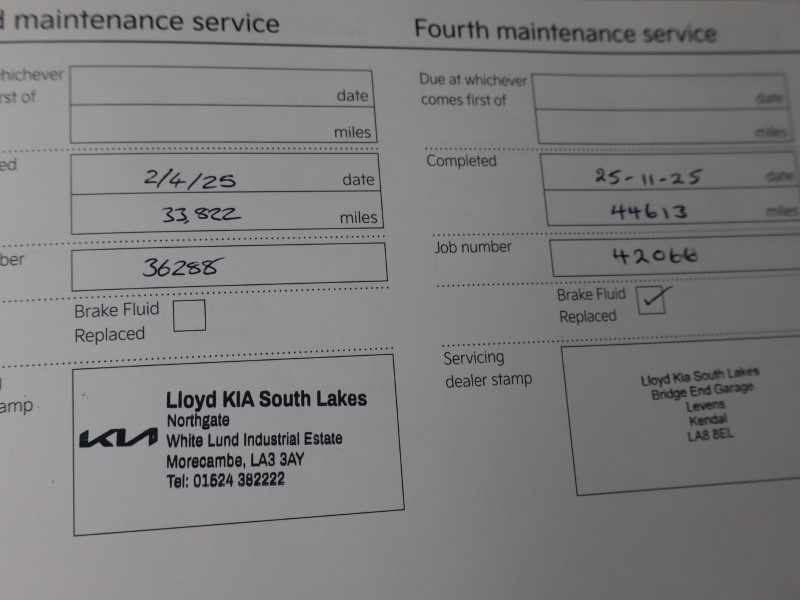 d maintenance service
whichever
rst of
date
miles
ed
2/4/25 date
33,822 miles
ber
36288
Brake Fluid
Replaced
amp
KIA
Lloyd KIA South Lakes
Northgate
White Lund Industrial Estate
Morecambe, LA3 3AY
Tel: 01524 382222
Fourth maintenance service
Due at whichever
comes first of
date
miles
Completed
25-11-25 date
44613 miles
Job number
42066
Brake Fluid
Replaced
Servicing
dealer stamp
Lloyd Kia South Lakes
Bridge End Garage
Levens
Kendal
LA8 8EL